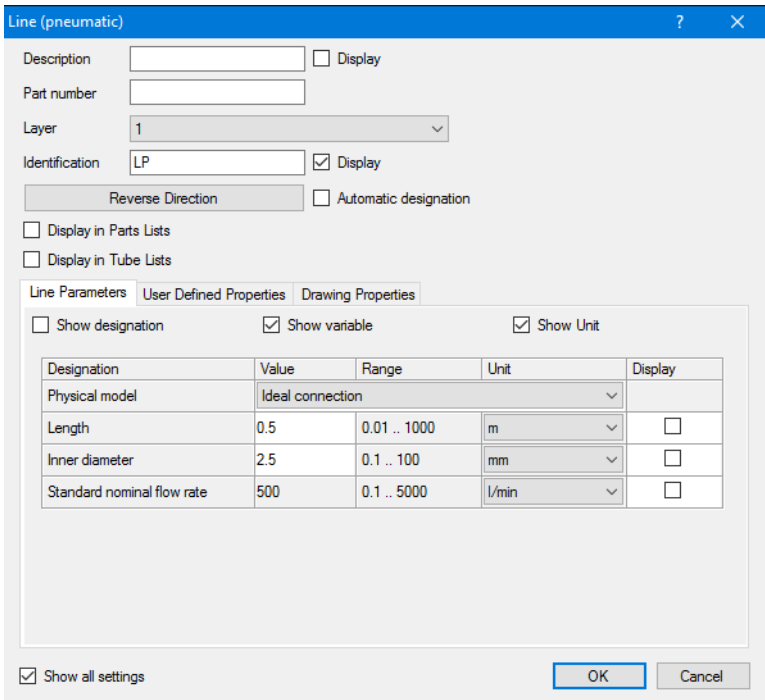 Line (pneumatic) ?
Description Display
Part number
Layer 1
Identification LP Display
Reverse Direction Automatic designation
Display in Parts Lists
Display in Tube Lists
Line Parameters User Defined Properties Drawing Properties
Show designation Show variable Show Unit
Designation Value Range Unit Display
Physical model Ideal connection
Length 0.5 0.01 .. 1000 m
Inner diameter 2.5 0.1 .. 100 mm
Standard nominal flow rate 500 0.1 .. 5000 l/min
Show all settings OK Cancel